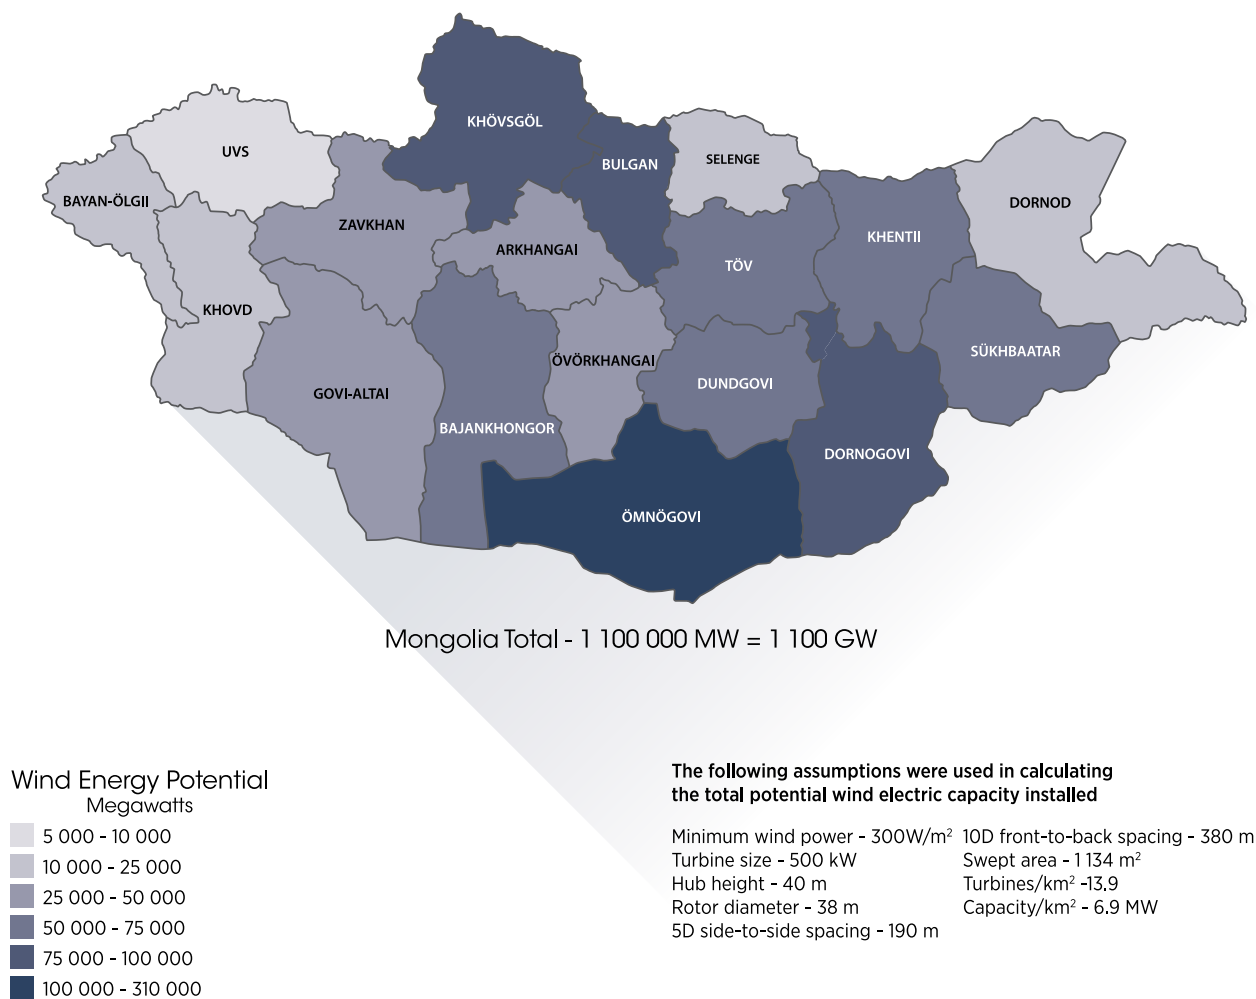 KHÖVSGÖL
UVS
BULGAN
SELENGE
BAYAN-ÖLGII
DORNOD
ZAVKHAN
KHENTII
ARKHANGAI
TÖV
KHOVD
SÜKHBAATAR
ÖVÖRKHANGAI
DUNDGOVI
GOVI-ALTAI
BAJANKHONGOR
DORNOGOVI
ÖMNÖGOVI
Mongolia Total - 1 100 000 MW = 1 100 GW
Wind Energy Potential
Megawatts
5 000 - 10 000
10 000 - 25 000
25 000 - 50 000
50 000 - 75 000
75 000 - 100 000
100 000 - 310 000
The following assumptions were used in calculating
the total potential wind electric capacity installed
Minimum wind power - 300W/m²
Turbine size - 500 kW
Hub height - 40 m
Rotor diameter - 38 m
5D side-to-side spacing - 190 m
10D front-to-back spacing - 380 m
Swept area - 1 134 m²
Turbines/km² -13.9
Capacity/km² - 6.9 MW